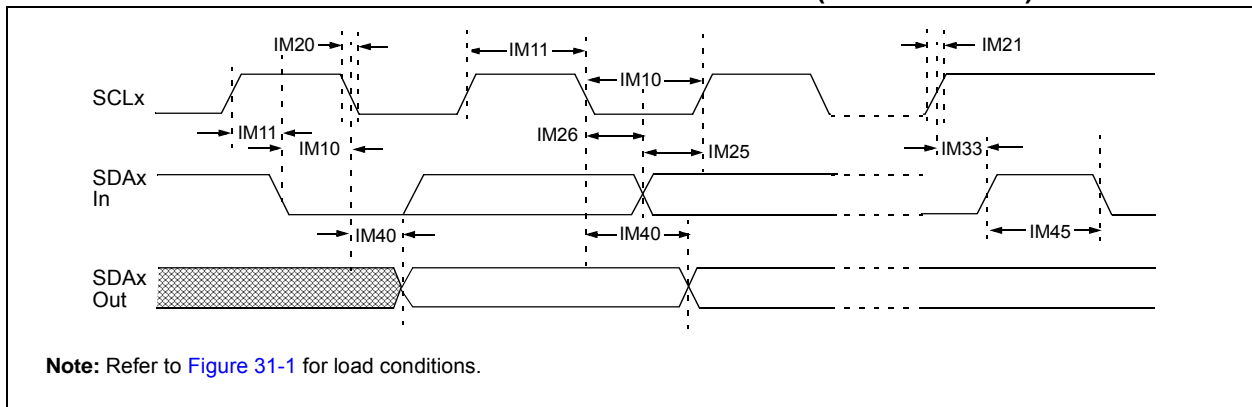 IM20
IM11
IM21
IM10
SCLx
IM11
IM10
IM26
IM25
IM33
SDAx
In
IM40
IM40
IM45
SDAx
Out
Note: Refer to Figure 31-1 for load conditions.